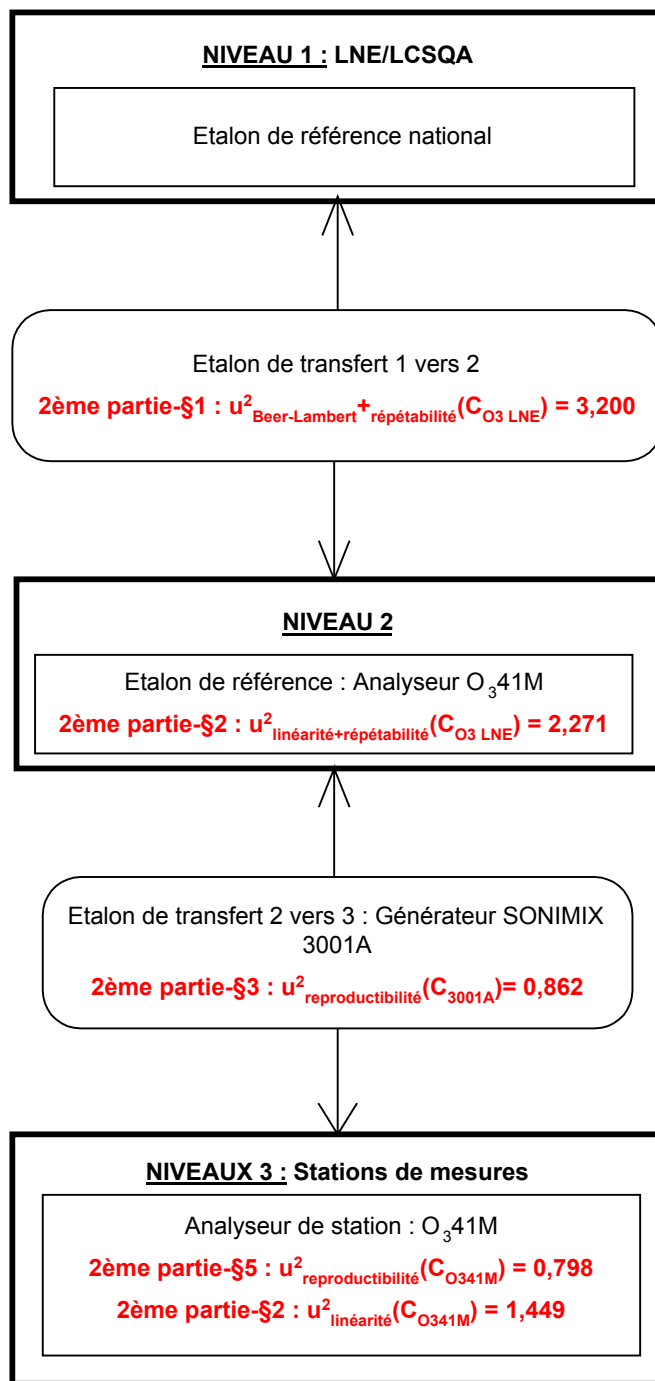 NIVEAU 1 : LNE/LCSQA
Etalon de référence national
Etalon de transfert 1 vers 2
2ème partie-§1 : u²Beer-Lambert+répétabilité(CO3 LNE) = 3,200
NIVEAU 2
Etalon de référence : Analyseur O₃41M
2ème partie-§2 : u²linéarité+répétabilité(CO3 LNE) = 2,271
Etalon de transfert 2 vers 3 : Générateur SONIMIX
3001A
2ème partie-§3 : u²reproductibilité(C3001A)= 0,862
NIVEAUX 3 : Stations de mesures
Analyseur de station : O₃41M
2ème partie-§5 : u²reproductibilité(CO341M) = 0,798
2ème partie-§2 : u²linéarité(CO341M) = 1,449